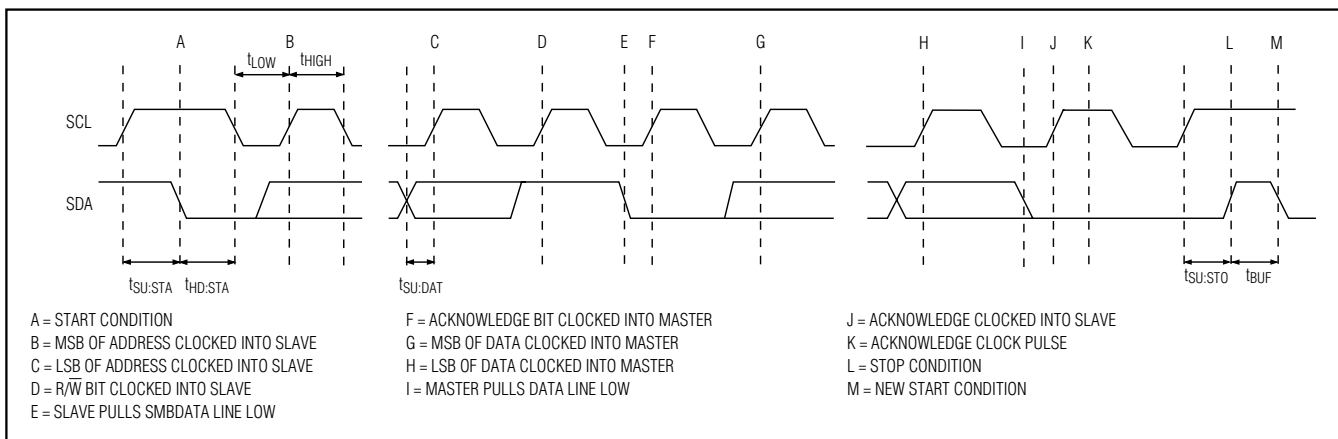 A B C D E F G H I J K L M
tLOW tHIGH
SCL
SDA
tSU:STA tHD:STA tSU:DAT tSU:STO tBUF
A = START CONDITION
B = MSB OF ADDRESS CLOCKED INTO SLAVE
C = LSB OF ADDRESS CLOCKED INTO SLAVE
D = R/W̅ BIT CLOCKED INTO SLAVE
E = SLAVE PULLS SMBDATA LINE LOW
F = ACKNOWLEDGE BIT CLOCKED INTO MASTER
G = MSB OF DATA CLOCKED INTO MASTER
H = LSB OF DATA CLOCKED INTO MASTER
I = MASTER PULLS DATA LINE LOW
J = ACKNOWLEDGE CLOCKED INTO SLAVE
K = ACKNOWLEDGE CLOCK PULSE
L = STOP CONDITION
M = NEW START CONDITION